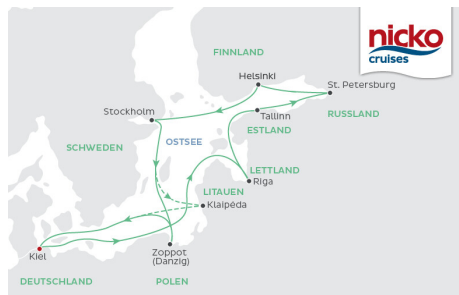 nicko
cruises
FINNLAND
Helsinki
St. Petersburg
Stockholm
Tallinn
RUSSLAND
ESTLAND
OSTSEE
SCHWEDEN
LETTLAND
Riga
LITAUEN
Klaipéda
Kiel
Zoppot
(Danzig)
DEUTSCHLAND
POLEN